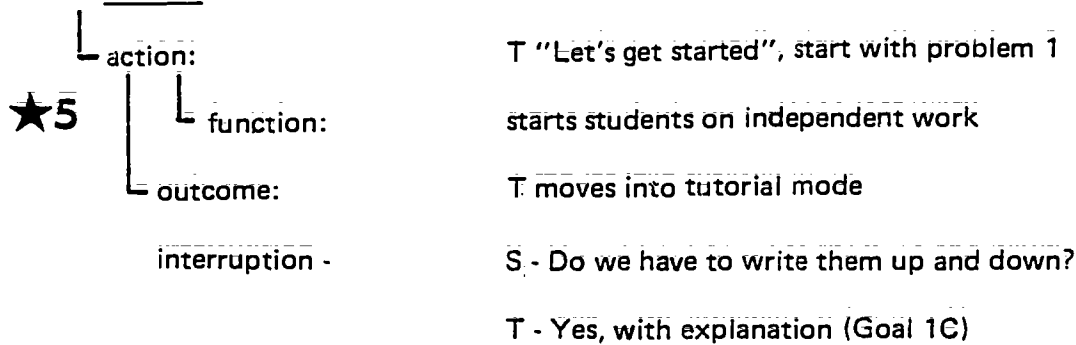 action: T "Let's get started", start with problem 1
★5 function: starts students on independent work
outcome: T moves into tutorial mode
interruption - S - Do we have to write them up and down?
T - Yes, with explanation (Goal 1C)